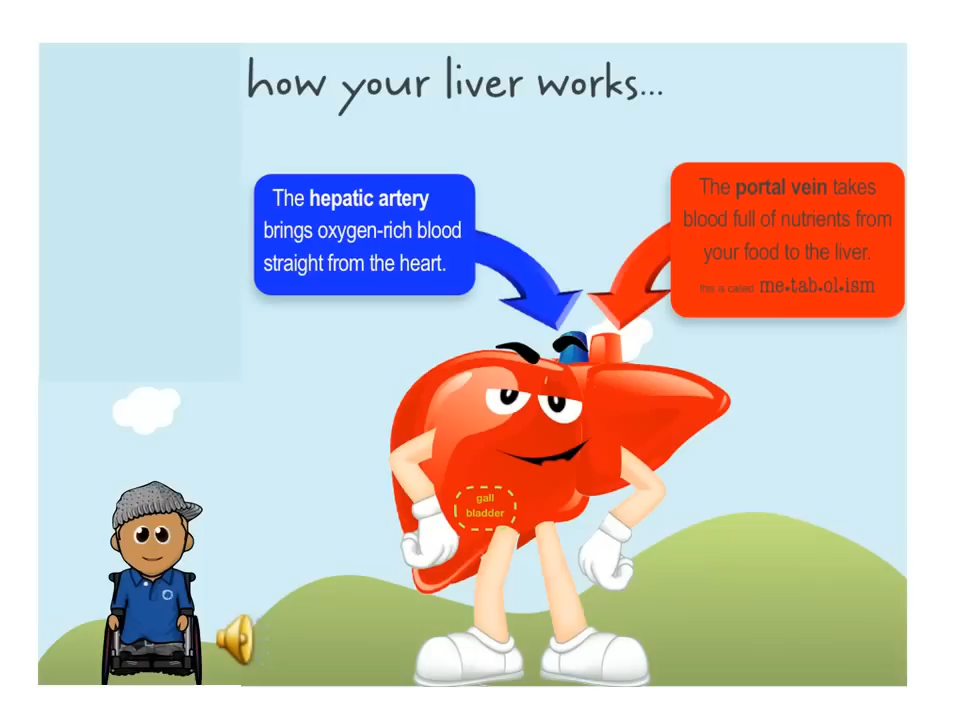 how your liver works...
The hepatic artery
brings oxygen-rich blood
straight from the heart.
The portal vein takes
blood full of nutrients from
your food to the liver.
this is called me•tab•ol•ism
gall
bladder